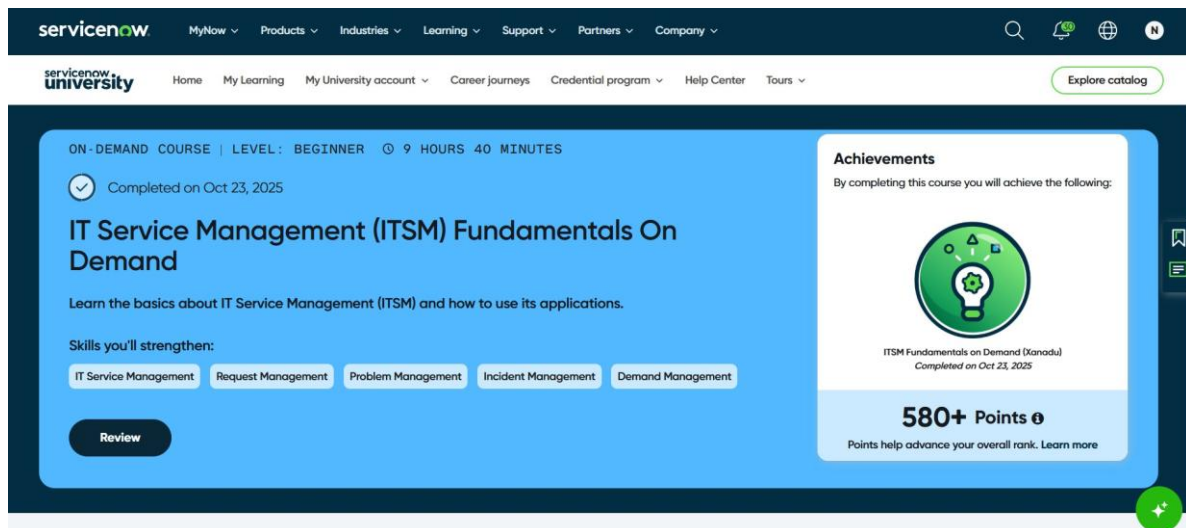 servicenow
MyNow Products Industries Learning Support Partners Company
30
N
servicenow
university
Home My Learning My University account Career journeys Credential program Help Center Tours
Explore catalog
ON-DEMAND COURSE | LEVEL: BEGINNER 9 HOURS 40 MINUTES
Completed on Oct 23, 2025
IT Service Management (ITSM) Fundamentals On
Demand
Learn the basics about IT Service Management (ITSM) and how to use its applications.
Skills you'll strengthen:
IT Service Management Request Management Problem Management Incident Management Demand Management
Review
Achievements
By completing this course you will achieve the following:
ITSM Fundamentals on Demand (Xanadu)
Completed on Oct 23, 2025
580+ Points
Points help advance your overall rank. Learn more